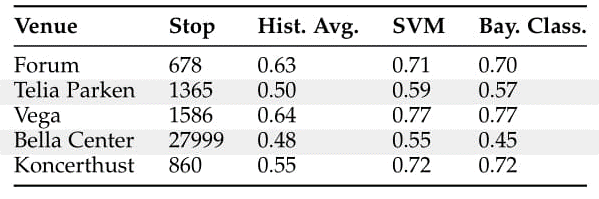 Venue Stop Hist. Avg. SVM Bay. Class.
Forum 678 0.63 0.71 0.70
Telia Parken 1365 0.50 0.59 0.57
Vega 1586 0.64 0.77 0.77
Bella Center 27999 0.48 0.55 0.45
Koncerthust 860 0.55 0.72 0.72